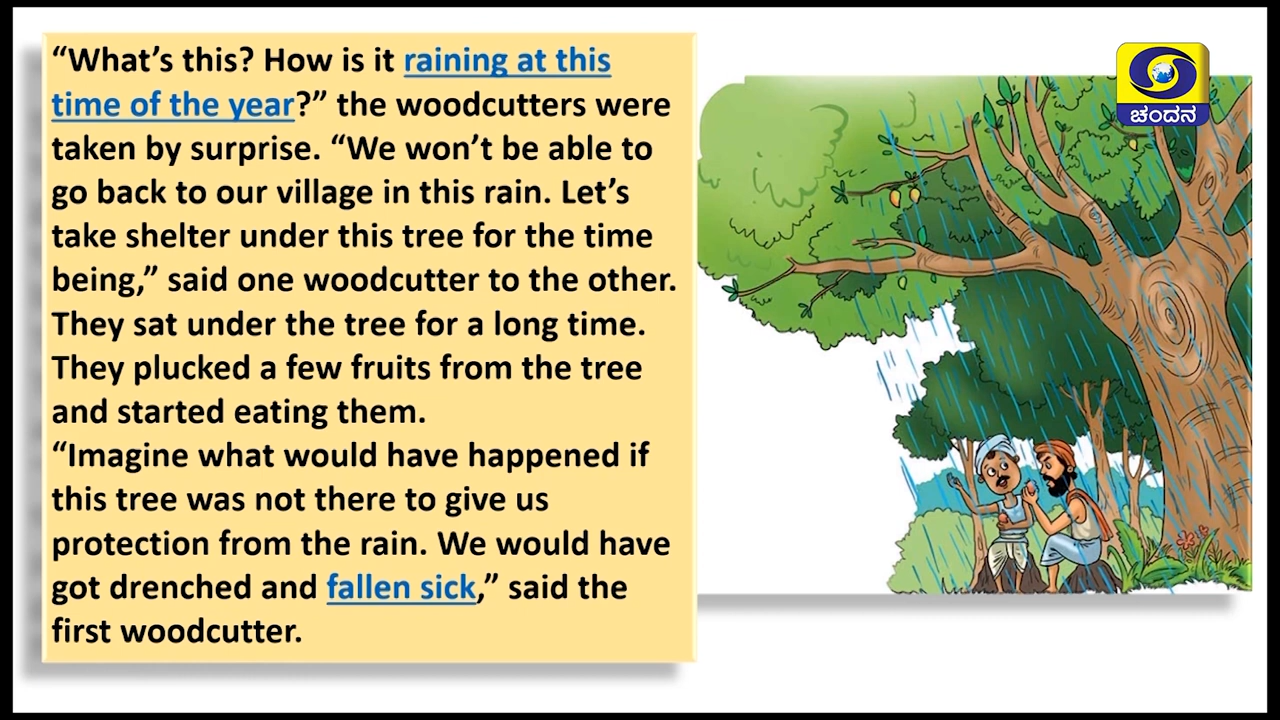 “What’s this? How is it raining at this
time of the year?” the woodcutters were
taken by surprise. “We won’t be able to
go back to our village in this rain. Let’s
take shelter under this tree for the time
being,” said one woodcutter to the other.
They sat under the tree for a long time.
They plucked a few fruits from the tree
and started eating them.
“Imagine what would have happened if
this tree was not there to give us
protection from the rain. We would have
got drenched and fallen sick,” said the
first woodcutter.
ಚಂದನ